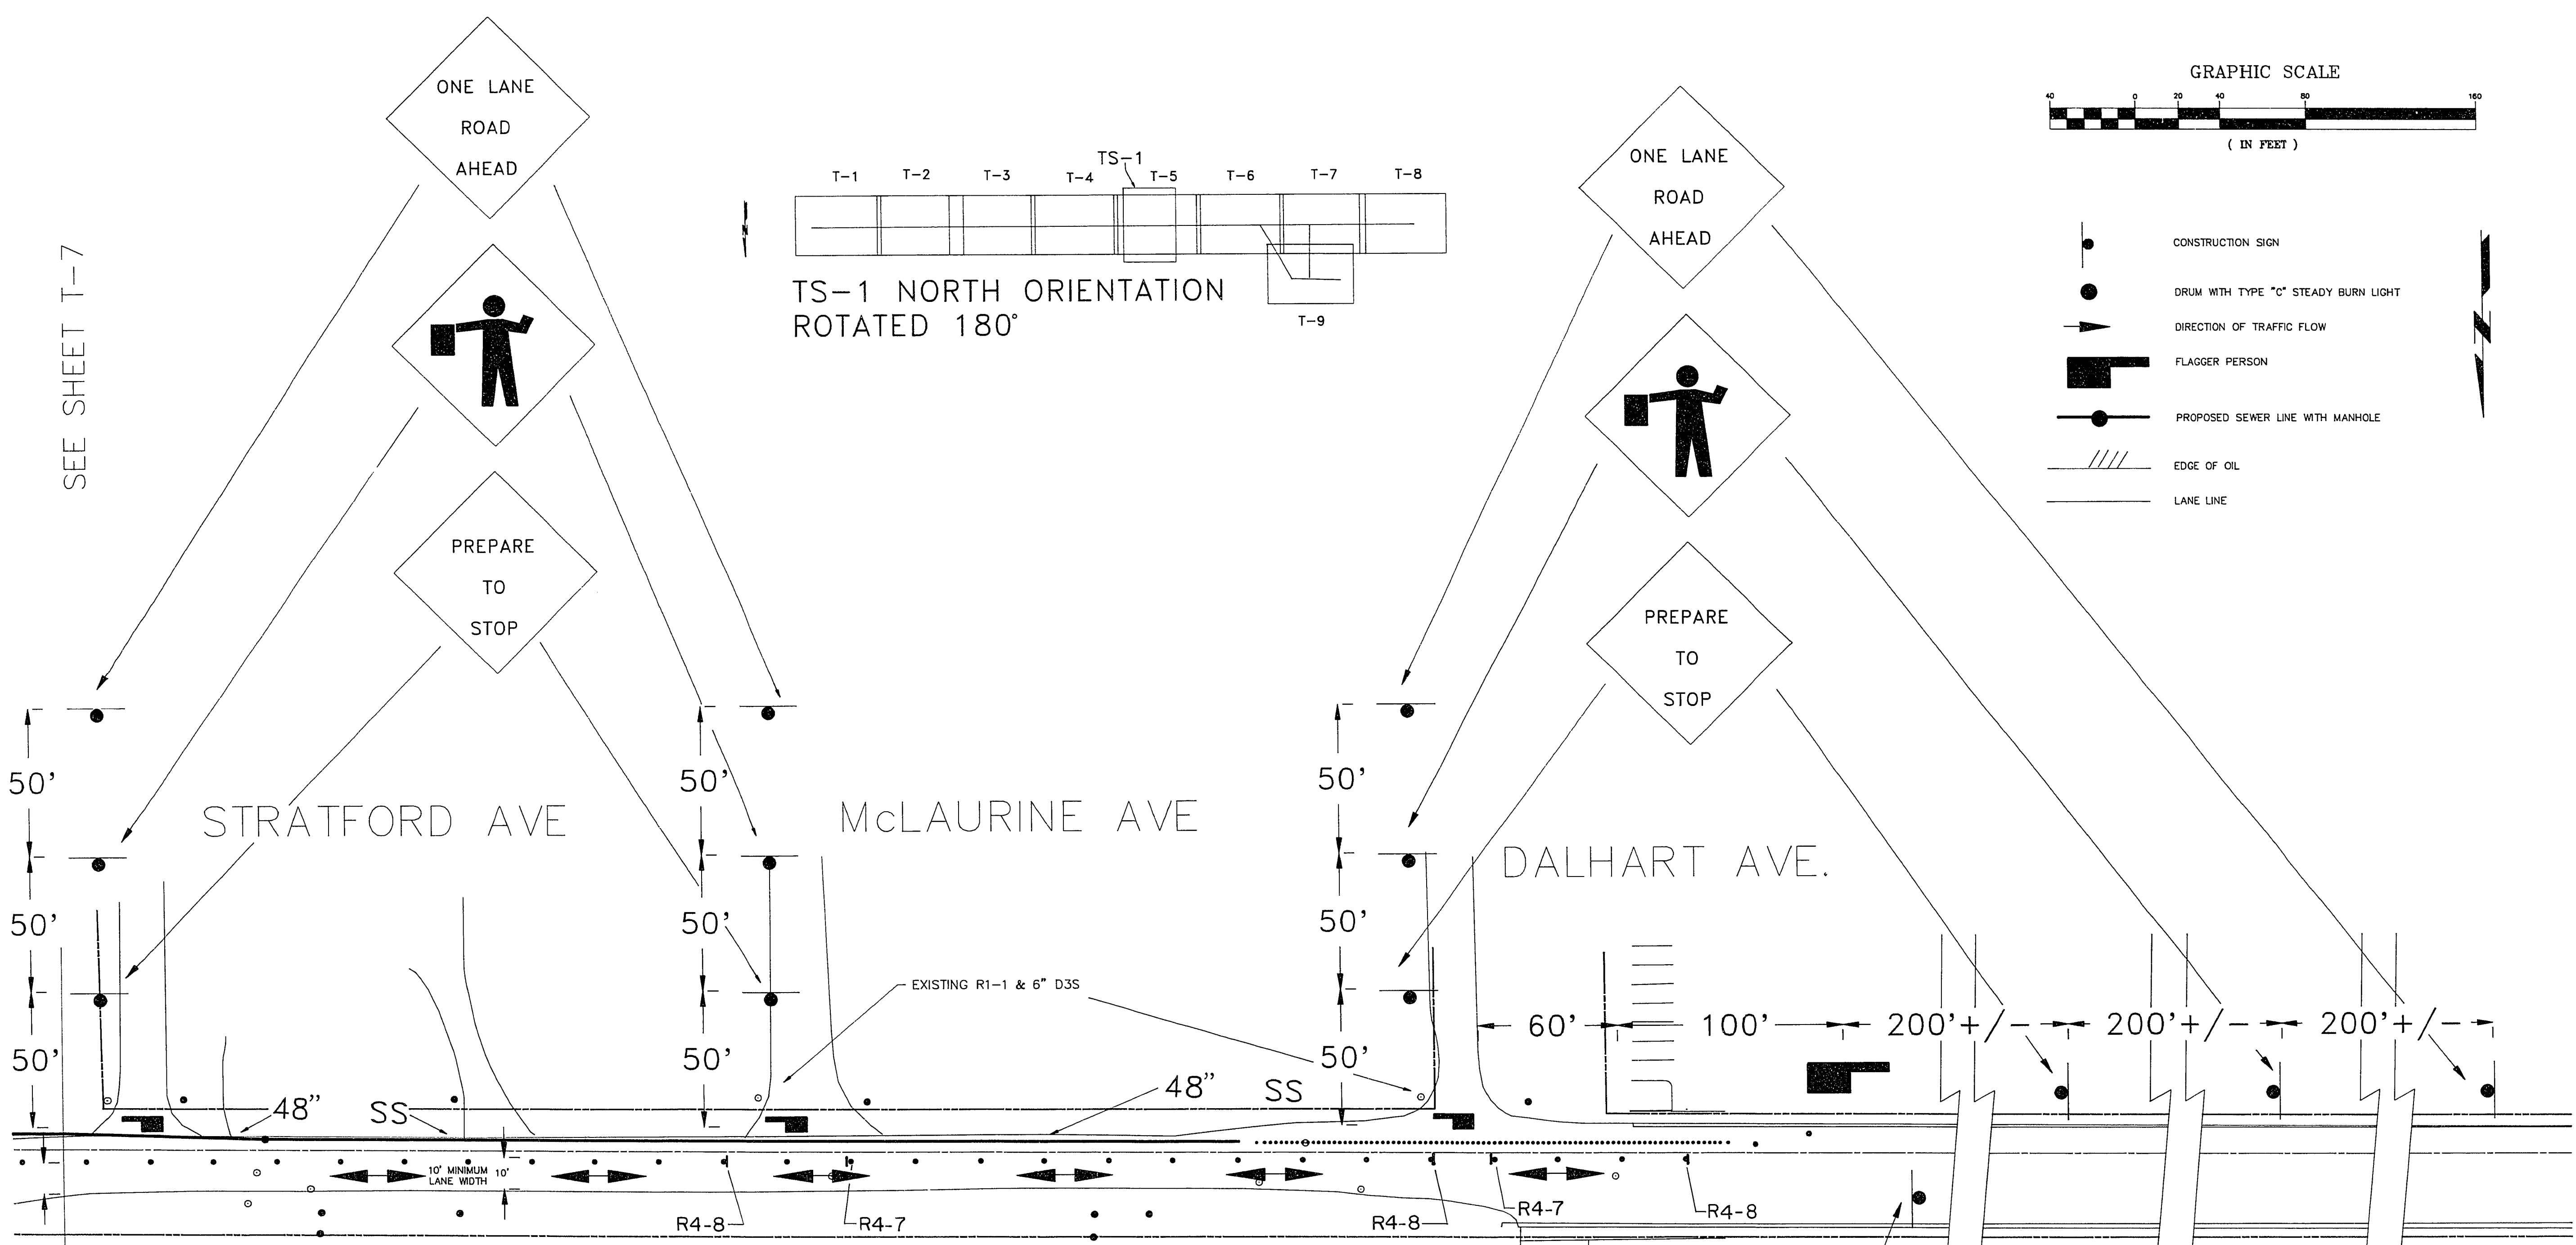 ONE LANE
ROAD
AHEAD
PREPARE
TO
STOP
SEE SHEET T-7
TS-1
T-1 T-2 T-3 T-4 T-5 T-6 T-7 T-8
N
T-9
TS-1 NORTH ORIENTATION
ROTATED 180°
ONE LANE
ROAD
AHEAD
PREPARE
TO
STOP
GRAPHIC SCALE
40 0 20 40 80 160
( IN FEET )
CONSTRUCTION SIGN
DRUM WITH TYPE "C" STEADY BURN LIGHT
DIRECTION OF TRAFFIC FLOW
FLAGGER PERSON
PROPOSED SEWER LINE WITH MANHOLE
EDGE OF OIL
LANE LINE
N
50' 50' 50'
STRATFORD AVE
McLAURINE AVE
DALHART AVE.
50' 50' 50'
EXISTING R1-1 & 6" D3S
60' 100' 200'+/- 200'+/- 200'+/-
50' 50' 50'
48" SS 48" SS
10' MINIMUM
LANE WIDTH
10'
R4-8 R4-7 R4-8 R4-7 R4-8